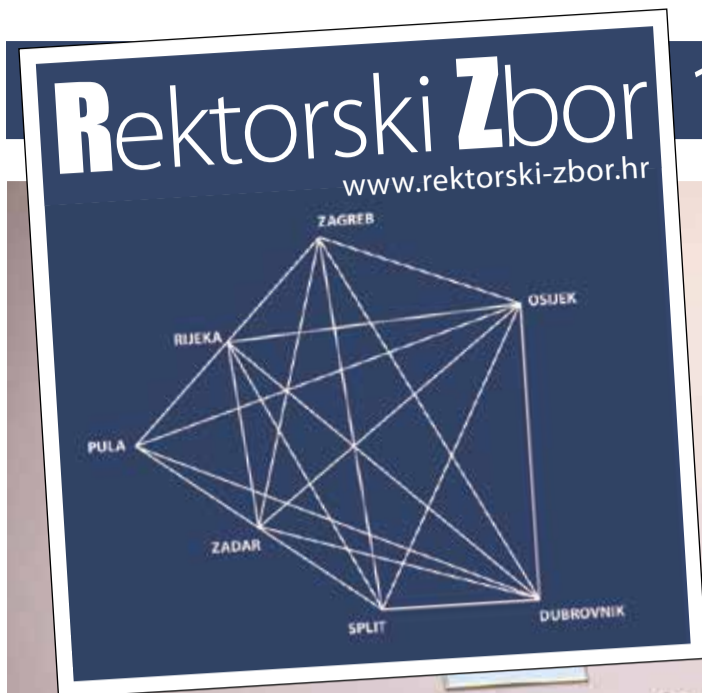 Rektorski Zbor
www.rektorski-zbor.hr
ZAGREB
OSIJEK
RIJEKA
PULA
ZADAR
SPLIT
DUBROVNIK